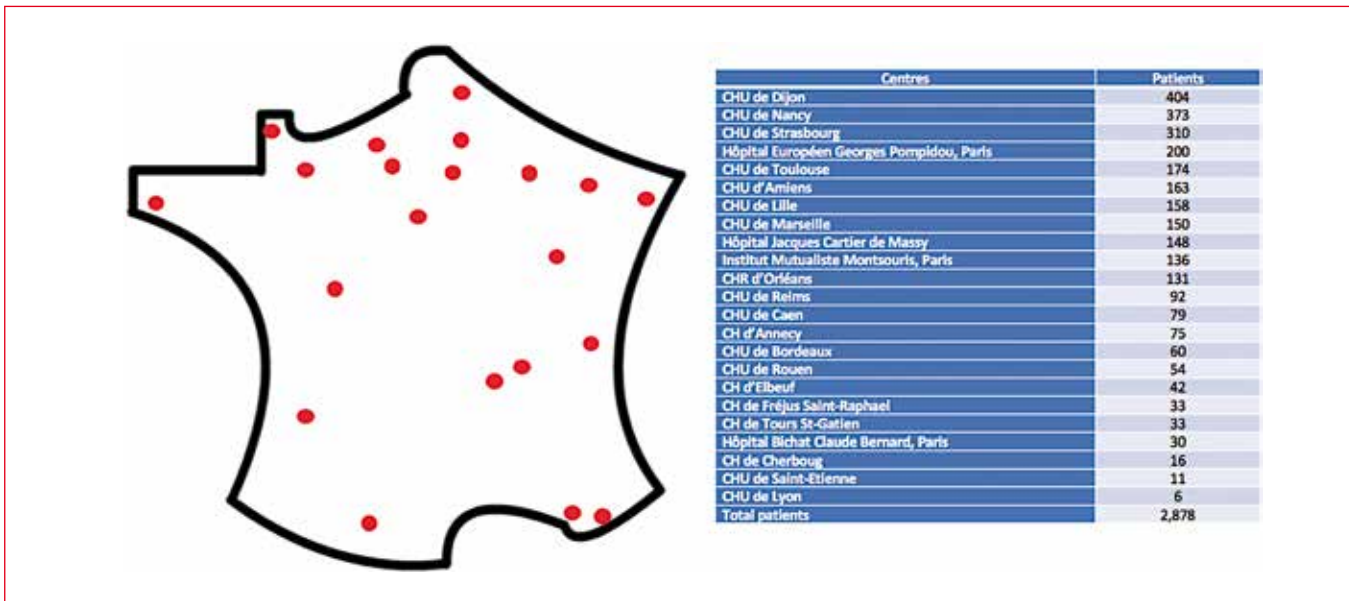 Centres Patients
CHU de Dijon 404
CHU de Nancy 373
CHU de Strasbourg 310
Hôpital Européen Georges Pompidou, Paris 200
CHU de Toulouse 174
CHU d'Amiens 163
CHU de Lille 158
CHU de Marseille 150
Hôpital Jacques Cartier de Massy 148
Institut Mutualiste Montsouris, Paris 136
CHR d'Orléans 131
CHU de Reims 92
CHU de Caen 79
CH d'Annecy 75
CHU de Bordeaux 60
CHU de Rouen 54
CH d'Elbeuf 42
CH de Fréjus Saint-Raphael 33
CH de Tours St-Gatien 33
Hôpital Bichat Claude Bernard, Paris 30
CH de Cherboug 16
CHU de Saint-Etienne 11
CHU de Lyon 6
Total patients 2,878